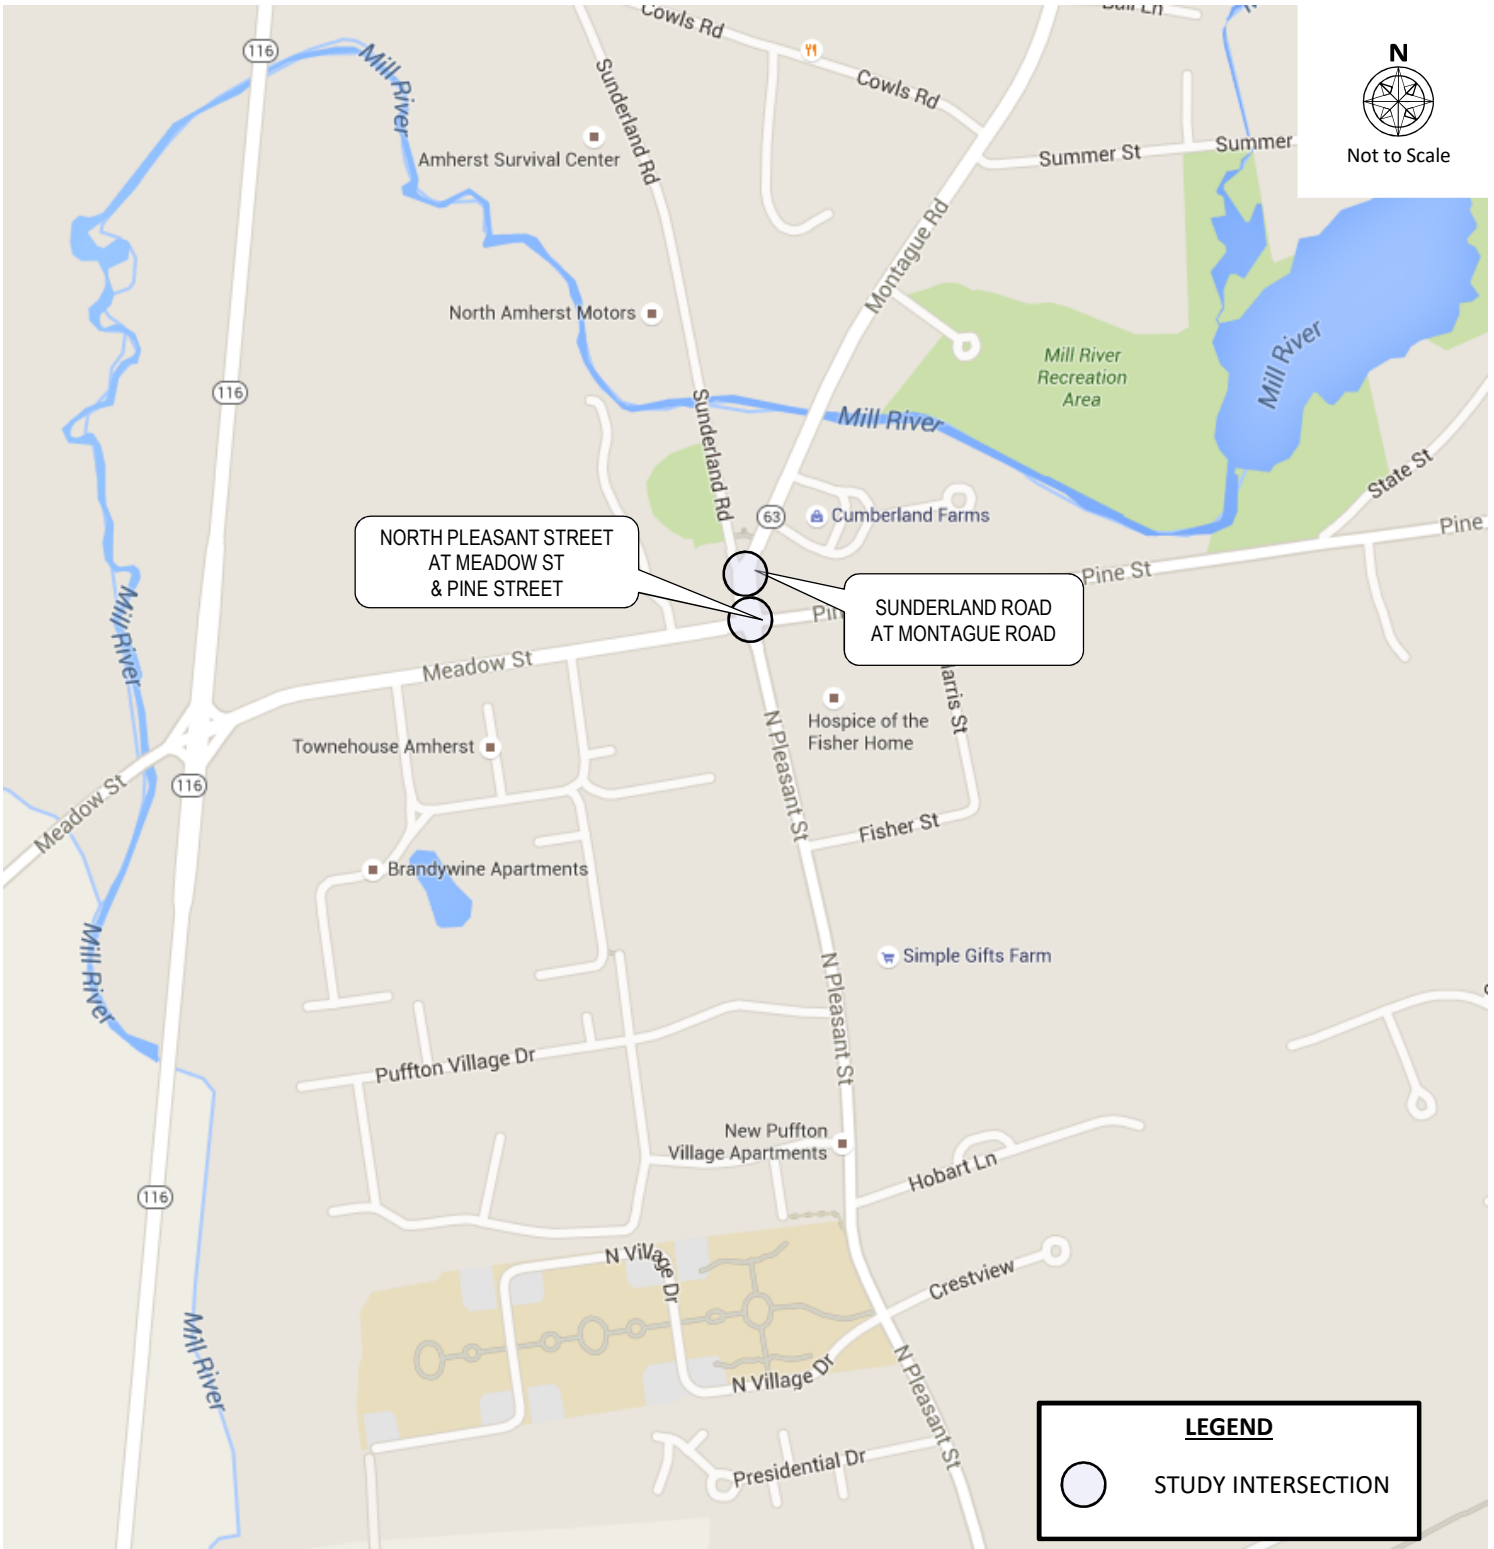 Cowls Rd
116
Mill River
Sunderland Rd
Cowls Rd
N
Not to Scale
Amherst Survival Center
Summer St
Summer
Montague Rd
North Amherst Motors
Mill River
Recreation
Area
Mill River
116
Sunderland Rd
Mill River
State St
63
Cumberland Farms
Pine
NORTH PLEASANT STREET
AT MEADOW ST
& PINE STREET
Pine St
SUNDERLAND ROAD
AT MONTAGUE ROAD
Mill River
Meadow St
Hospice of the
Fisher Home
N Pleasant St
Townehouse Amherst
116
Meadow St
Fisher St
Brandywine Apartments
Mill River
N Pleasant St
Simple Gifts Farm
Puffton Village Dr
New Puffton
Village Apartments
Hobart Ln
116
N Village Dr
Crestview
Mill River
N Village Dr
N Pleasant St
Presidential Dr
LEGEND
STUDY INTERSECTION